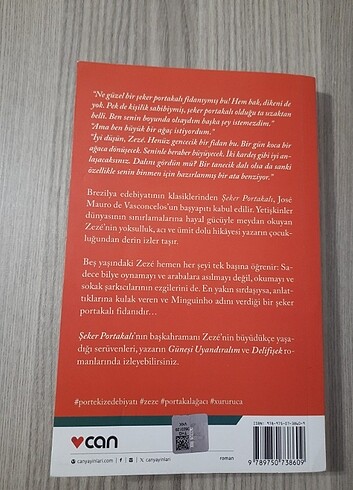 "Ne güzel bir şeker portakalı fidanıymış bu! Hem bak, dikeni de
yok. Pek de kişilik sahibiymiş, şeker portakalı olduğu ta uzaktan
belli. Ben senin boyunda olsaydım başka şey istemezdim."
"Ama ben büyük bir ağaç istiyordum."
"İyi düşün, Zezé. Henüz gencecik bir fidan bu. Bir gün koca bir
ağaca dönüşecek. Seninle beraber büyüyecek. İki kardeş gibi iyi an-
laşacaksınız. Dalını gördün mü? Bir tanecik dalı olsa da sanki
özellikle senin binmen için hazırlanmış bir ata benziyor."
Brezilya edebiyatının klasiklerinden Şeker Portakalı, José
Mauro de Vasconcelos'un başyapıtı kabul edilir. Yetişkinler
dünyasının sınırlamalarına hayal gücüyle meydan okuyan
Zezé'nin yoksulluk, acı ve ümit dolu hikâyesi yazarın çocuk-
luğundan derin izler taşır.
Beş yaşındaki Zezé hemen her şeyi tek başına öğrenir: Sa-
dece bilye oynamayı ve arabalara asılmayı değil, okumayı ve
sokak şarkıcılarının ezgilerini de. En yakın sırdaşıysa, anlat-
tıklarına kulak veren ve Minguinho adını verdiği bir şeker
portakalı fidanıdır...
Şeker Portakalı'nın başkahramanı Zezé'nin büyüdükçe yaşa-
dığı serüvenleri, yazarın Güneşi Uyandıralım ve Delifişek ro-
manlarında izleyebilirsiniz.
#portekizedebiyatı #zeze #portakalağacı #xururuca
can
canyayinlari.com
canyayinlari
roman
ISBN: 978-975-07-3860-9
9 789750 738609